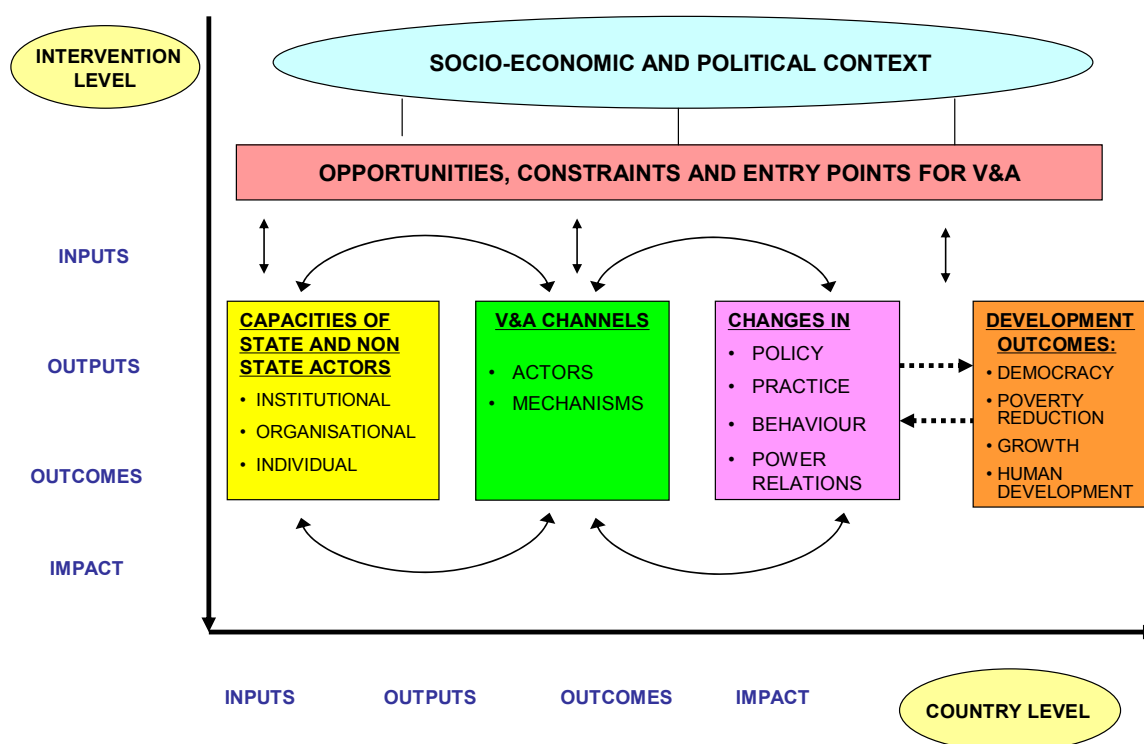 INTERVENTION
LEVEL
SOCIO-ECONOMIC AND POLITICAL CONTEXT
OPPORTUNITIES, CONSTRAINTS AND ENTRY POINTS FOR V&A
INPUTS
OUTPUTS
OUTCOMES
IMPACT
CAPACITIES OF
STATE AND NON
STATE ACTORS
• INSTITUTIONAL
• ORGANISATIONAL
• INDIVIDUAL
V&A CHANNELS
• ACTORS
• MECHANISMS
CHANGES IN
• POLICY
• PRACTICE
• BEHAVIOUR
• POWER
RELATIONS
DEVELOPMENT
OUTCOMES:
• DEMOCRACY
• POVERTY
REDUCTION
• GROWTH
• HUMAN
DEVELOPMENT
INPUTS
OUTPUTS
OUTCOMES
IMPACT
COUNTRY LEVEL